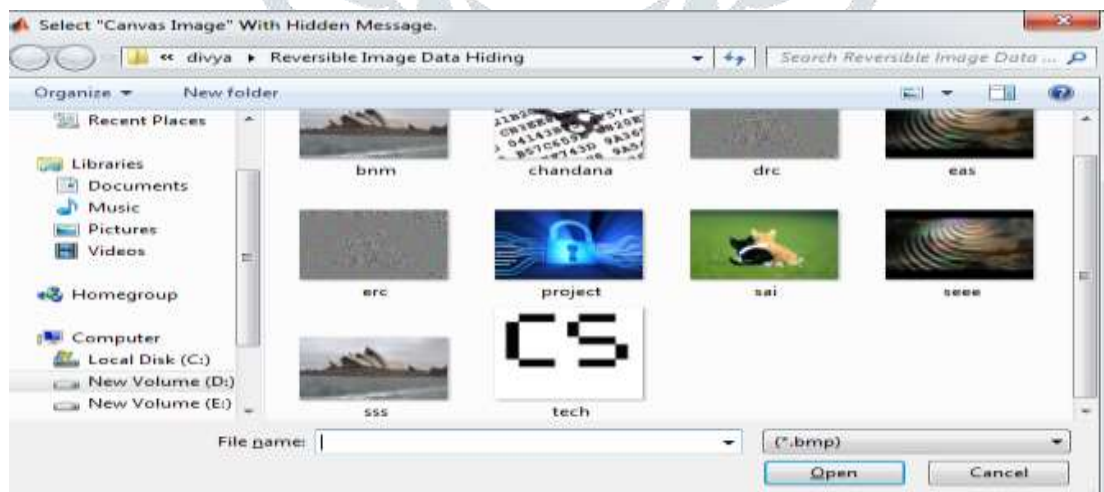 Select "Canvas Image" With Hidden Message.
« divya ▸ Reversible Image Data Hiding
Search Reversible Image Data ...
Organize
New folder
Recent Places
Libraries
Documents
Music
Pictures
Videos
Homegroup
Computer
Local Disk (C:)
New Volume (D:)
New Volume (E:)
bnm
chandana
drc
eas
erc
project
sai
seee
sss
CS
tech
File name:
(*.bmp)
Open
Cancel